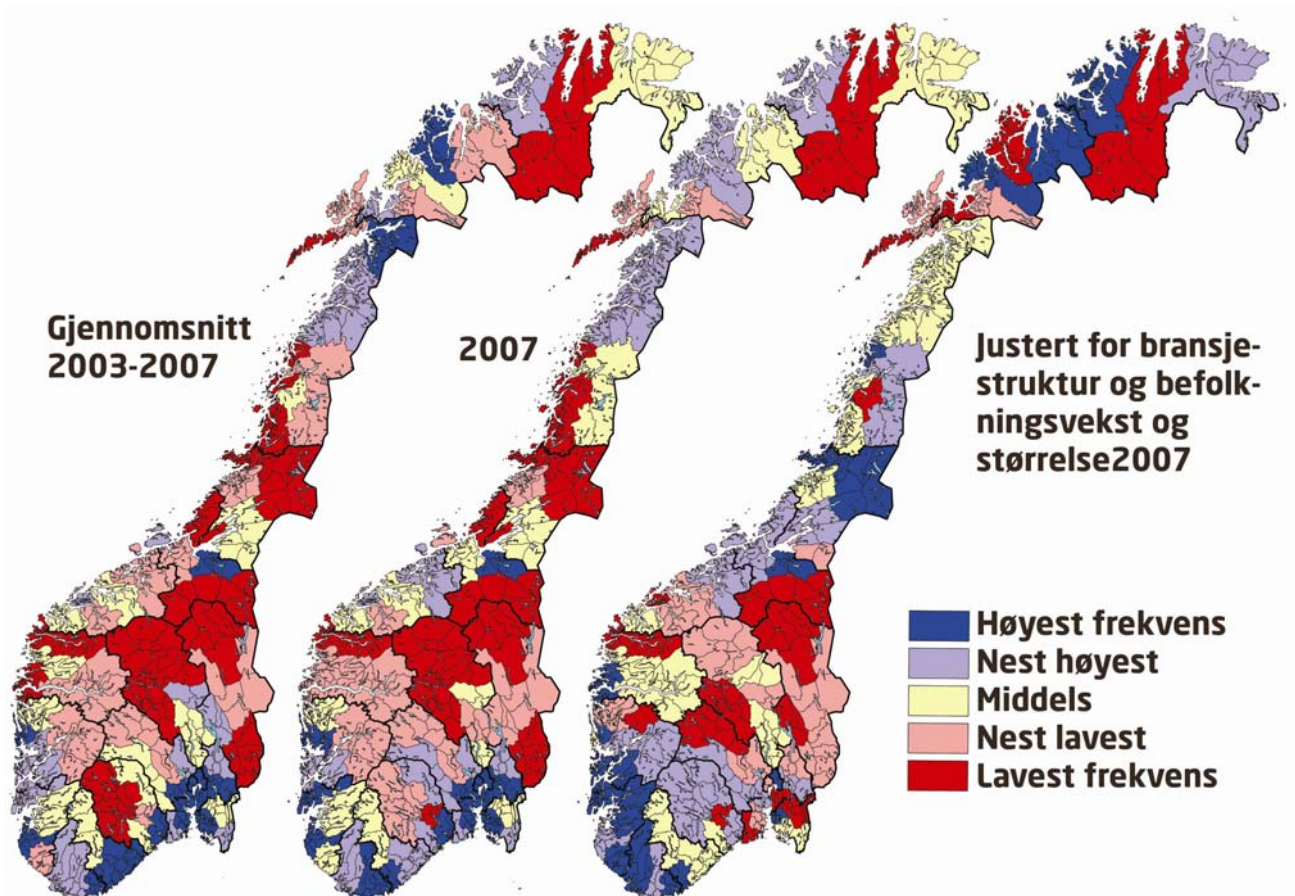 Gjennomsnitt
2003-2007
2007
Justert for bransje-
struktur og befolk-
ningsvekst og
størrelse2007
Høyest frekvens
Nest høyest
Middels
Nest lavest
Lavest frekvens